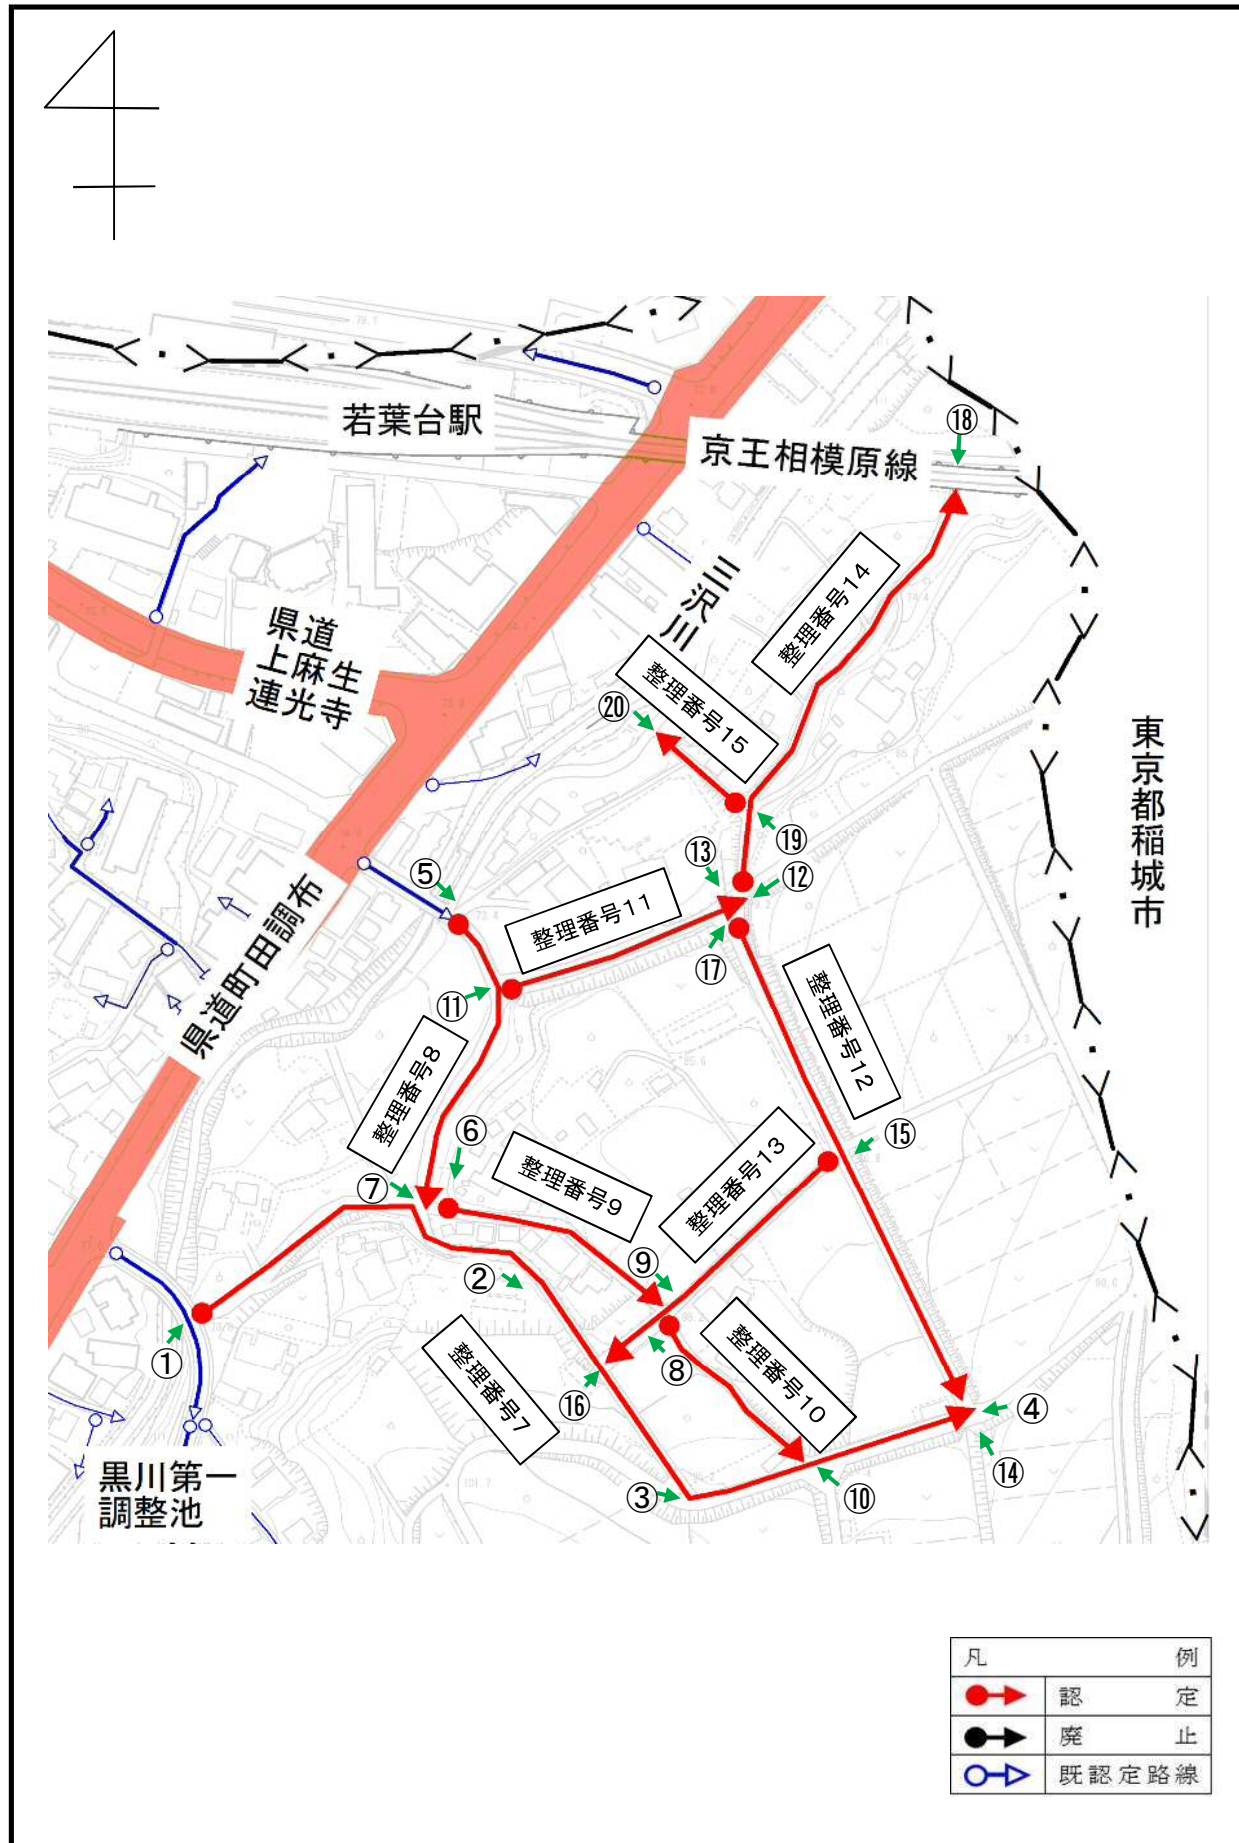 若葉台駅
京王相模原線
⑱
三沢川
整理番号14
県道
上麻生
連光寺
整理番号15
⑳
東京都稲城市
⑲
⑬
⑫
⑤
整理番号11
県道町田調布
⑰
⑪
整理番号12
整理番号8
⑥
⑮
整理番号9
整理番号13
⑦
⑨
②
①
⑧
整理番号10
整理番号7
⑯
④
⑭
③
⑩
黒川第一
調整池
凡例
認定
廃止
既認定路線